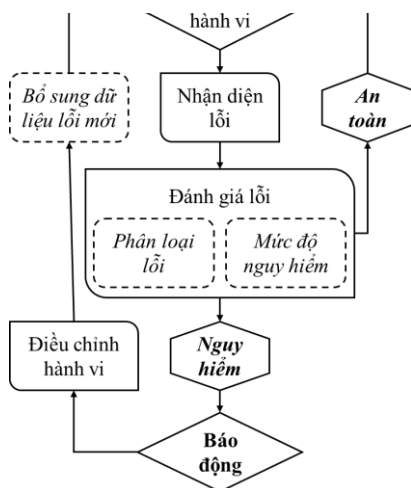 hành vi
Bổ sung dữ
liệu lỗi mới
Nhận diện
lỗi
An
toàn
Đánh giá lỗi
Phân loại
lỗi
Mức độ
nguy hiểm
Điều chỉnh
hành vi
Nguy
hiểm
Báo
động